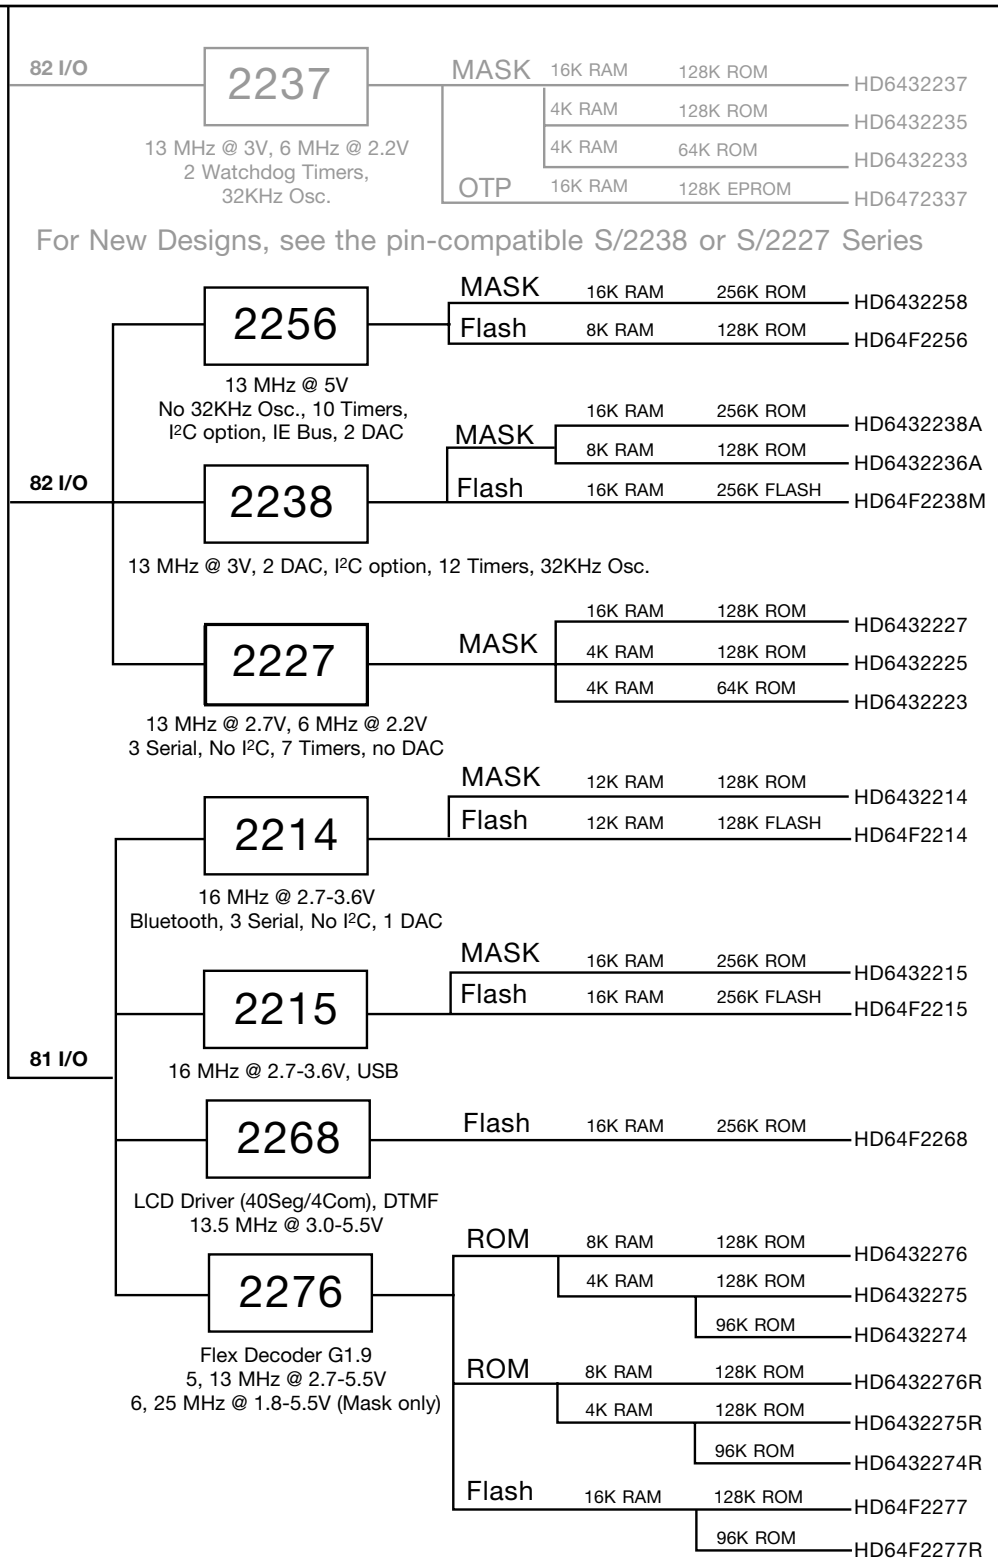 82 I/O
2237
MASK 16K RAM 128K ROM HD6432237
4K RAM 128K ROM HD6432235
4K RAM 64K ROM HD6432233
OTP 16K RAM 128K EPROM HD6472337
13 MHz @ 3V, 6 MHz @ 2.2V
2 Watchdog Timers,
32KHz Osc.
For New Designs, see the pin-compatible S/2238 or S/2227 Series
82 I/O
2256
MASK 16K RAM 256K ROM HD6432258
Flash 8K RAM 128K ROM HD64F2256
13 MHz @ 5V
No 32KHz Osc., 10 Timers,
I²C option, IE Bus, 2 DAC
2238
MASK 16K RAM 256K ROM HD6432238A
8K RAM 128K ROM HD6432236A
Flash 16K RAM 256K FLASH HD64F2238M
13 MHz @ 3V, 2 DAC, I²C option, 12 Timers, 32KHz Osc.
2227
MASK 16K RAM 128K ROM HD6432227
4K RAM 128K ROM HD6432225
4K RAM 64K ROM HD6432223
13 MHz @ 2.7V, 6 MHz @ 2.2V
3 Serial, No I²C, 7 Timers, no DAC
81 I/O
2214
MASK 12K RAM 128K ROM HD6432214
Flash 12K RAM 128K FLASH HD64F2214
16 MHz @ 2.7-3.6V
Bluetooth, 3 Serial, No I²C, 1 DAC
2215
MASK 16K RAM 256K ROM HD6432215
Flash 16K RAM 256K FLASH HD64F2215
16 MHz @ 2.7-3.6V, USB
2268
Flash 16K RAM 256K ROM HD64F2268
LCD Driver (40Seg/4Com), DTMF
13.5 MHz @ 3.0-5.5V
2276
ROM 8K RAM 128K ROM HD6432276
4K RAM 128K ROM HD6432275
96K ROM HD6432274
Flex Decoder G1.9
5, 13 MHz @ 2.7-5.5V
6, 25 MHz @ 1.8-5.5V (Mask only)
ROM 8K RAM 128K ROM HD6432276R
4K RAM 128K ROM HD6432275R
96K ROM HD6432274R
Flash 16K RAM 128K ROM HD64F2277
96K ROM HD64F2277R